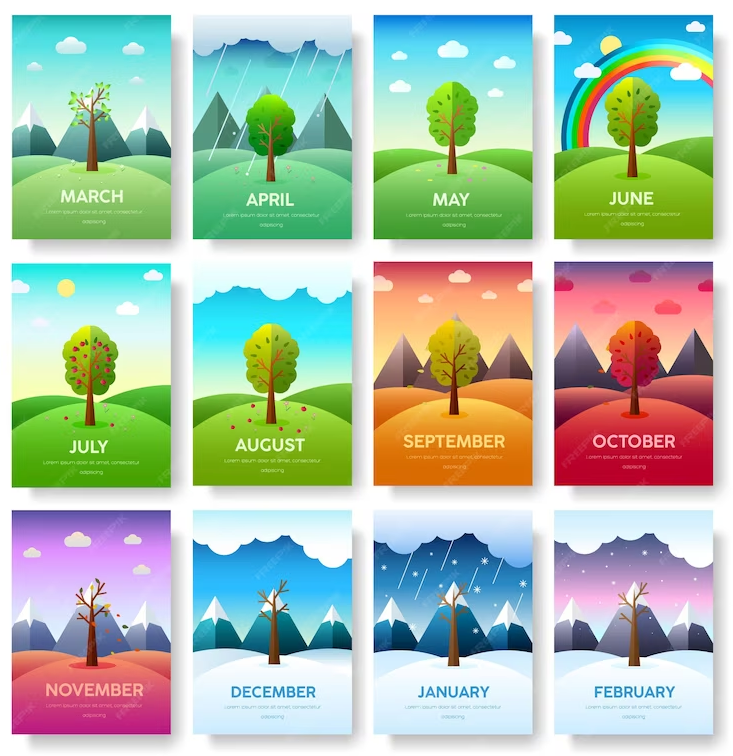 MARCH
Lorem ipsum dolor sit amet, consectetur
adipiscing
APRIL
Lorem ipsum dolor sit amet, consectetur
adipiscing
MAY
Lorem ipsum dolor sit amet, consectetur
adipiscing
JUNE
Lorem ipsum dolor sit amet, consectetur
adipiscing
JULY
Lorem ipsum dolor sit amet, consectetur
adipiscing
AUGUST
Lorem ipsum dolor sit amet, consectetur
adipiscing
SEPTEMBER
Lorem ipsum dolor sit amet, consectetur
adipiscing
OCTOBER
Lorem ipsum dolor sit amet, consectetur
adipiscing
NOVEMBER
Lorem ipsum dolor sit amet, consectetur
adipiscing
DECEMBER
Lorem ipsum dolor sit amet, consectetur
adipiscing
JANUARY
Lorem ipsum dolor sit amet, consectetur
adipiscing
FEBRUARY
Lorem ipsum dolor sit amet, consectetur
adipiscing